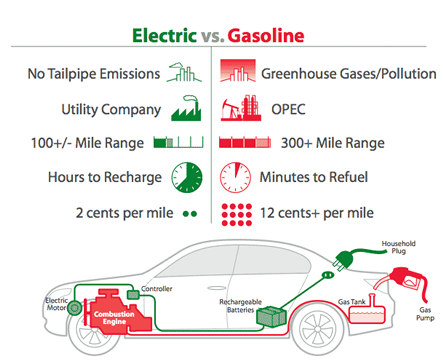 Electric vs. Gasoline
No Tailpipe Emissions
Greenhouse Gases/Pollution
Utility Company
OPEC
100+/- Mile Range
300+ Mile Range
Hours to Recharge
Minutes to Refuel
2 cents per mile
12 cents+ per mile
Household
Plug
Controller
Electric
Motor
Combustion
Engine
Rechargeable
Batteries
Gas Tank
Gas
Pump